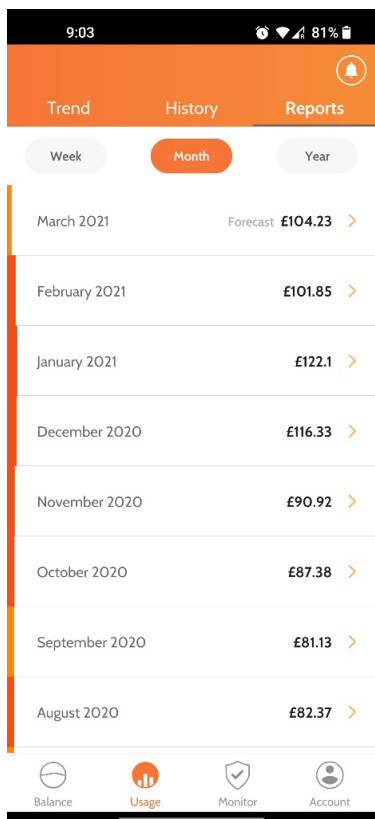 9:03 81%
Trend History Reports
Week Month Year
March 2021 Forecast £104.23
February 2021 £101.85
January 2021 £122.1
December 2020 £116.33
November 2020 £90.92
October 2020 £87.38
September 2020 £81.13
August 2020 £82.37
Balance Usage Monitor Account